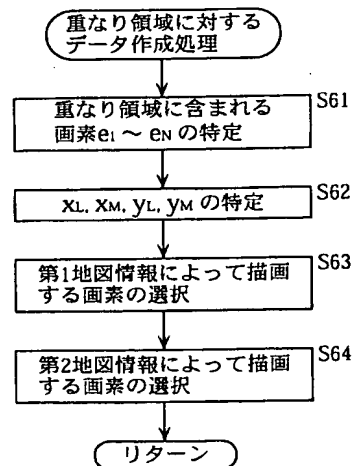 重なり領域に対する
データ作成処理
重なり領域に含まれる
画素e1 ～ eN の特定
S61
xL, xM, yL, yM の特定
S62
第1地図情報によって描画
する画素の選択
S63
第2地図情報によって描画
する画素の選択
S64
リターン